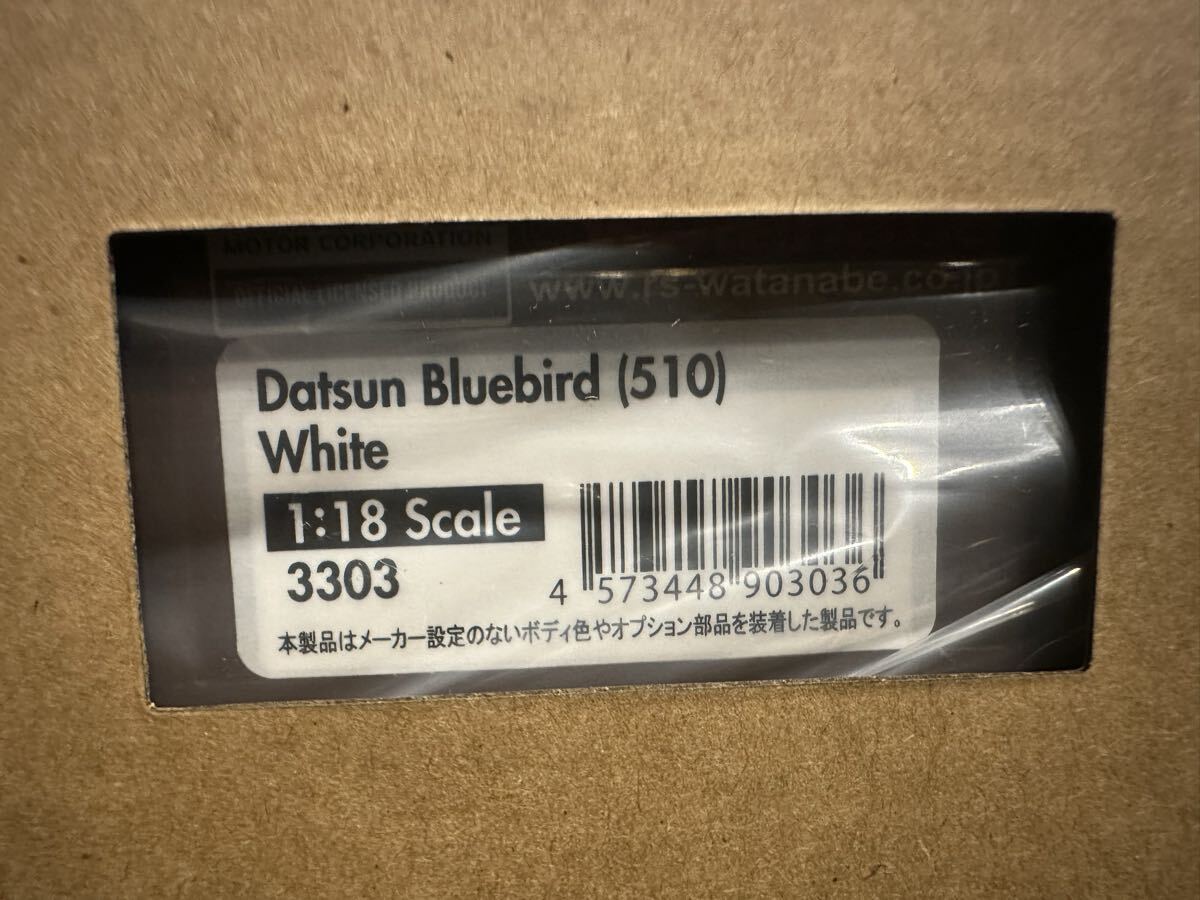 MOTOR CORPORATION
OFFICIAL LICENSED PRODUCT
www.rs-watanabe.co.jp
Datsun Bluebird (510)
White
1:18 Scale
3303
4 573448 903036
本製品はメーカー設定のないボディ色やオプション部品を装着した製品です。